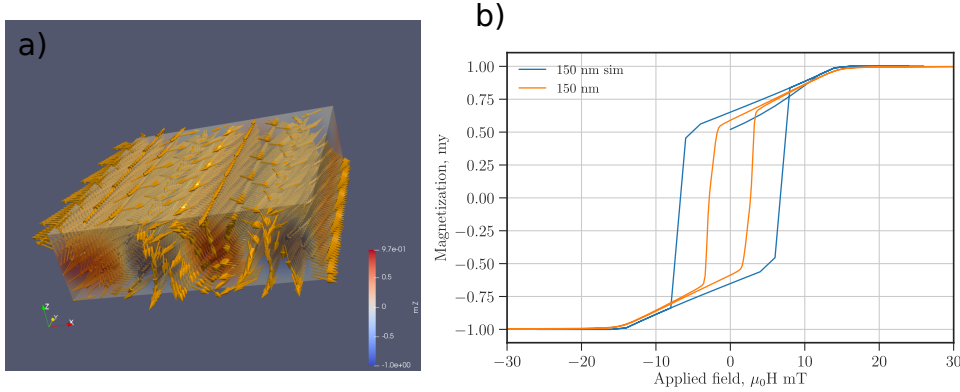 a)
9.7e-01
0.5
0
-0.5
-1.0e+00
m Z
Z
Y
X
b)
150 nm sim
150 nm
1.00
0.75
0.50
0.25
0.00
−0.25
−0.50
−0.75
−1.00
Magnetization, my
−30 −20 −10 0 10 20 30
Applied field, μ₀H mT